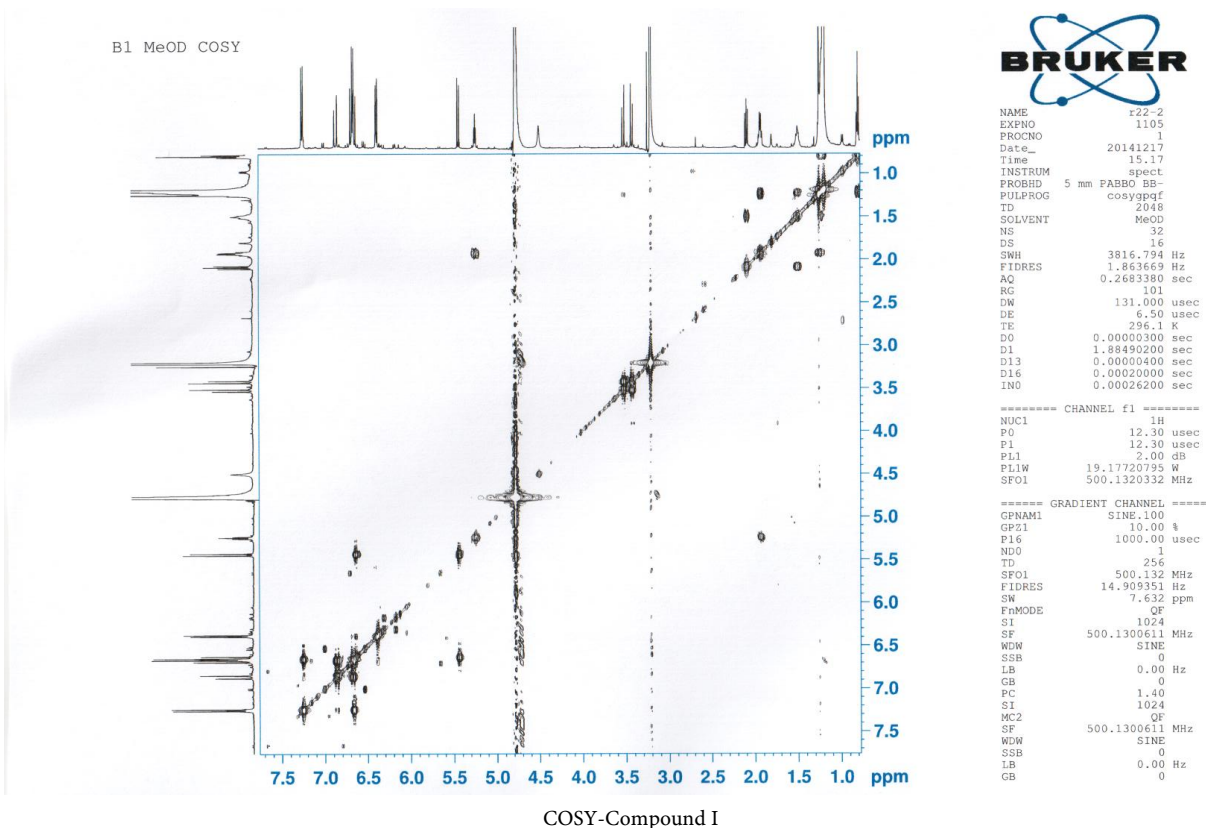 B1 MeOD COSY
ppm
1.0
1.5
2.0
2.5
3.0
3.5
4.0
4.5
5.0
5.5
6.0
6.5
7.0
7.5
7.5 7.0 6.5 6.0 5.5 5.0 4.5 4.0 3.5 3.0 2.5 2.0 1.5 1.0 ppm
BRUKER
NAME r22-2
EXPNO 1105
PROCNO 1
Date_ 20141217
Time 15.17
INSTRUM spect
PROBHD 5 mm PABBO BB-
PULPROG cosygpqf
TD 2048
SOLVENT MeOD
NS 32
DS 16
SWH 3816.794 Hz
FIDRES 1.863669 Hz
AQ 0.2683380 sec
RG 101
DW 131.000 usec
DE 6.50 usec
TE 296.1 K
D0 0.00000300 sec
D1 1.88490200 sec
D13 0.00000400 sec
D16 0.00020000 sec
IN0 0.00026200 sec
======== CHANNEL f1 ========
NUC1 1H
P0 12.30 usec
P1 12.30 usec
PL1 2.00 dB
PL1W 19.17720795 W
SFO1 500.1320332 MHz
====== GRADIENT CHANNEL =====
GPNAM1 SINE.100
GPZ1 10.00 %
P16 1000.00 usec
ND0 1
TD 256
SFO1 500.132 MHz
FIDRES 14.909351 Hz
SW 7.632 ppm
FnMODE QF
SI 1024
SF 500.1300611 MHz
WDW SINE
SSB 0
LB 0.00 Hz
GB 0
PC 1.40
SI 1024
MC2 QF
SF 500.1300611 MHz
WDW SINE
SSB 0
LB 0.00 Hz
GB 0
COSY-Compound I